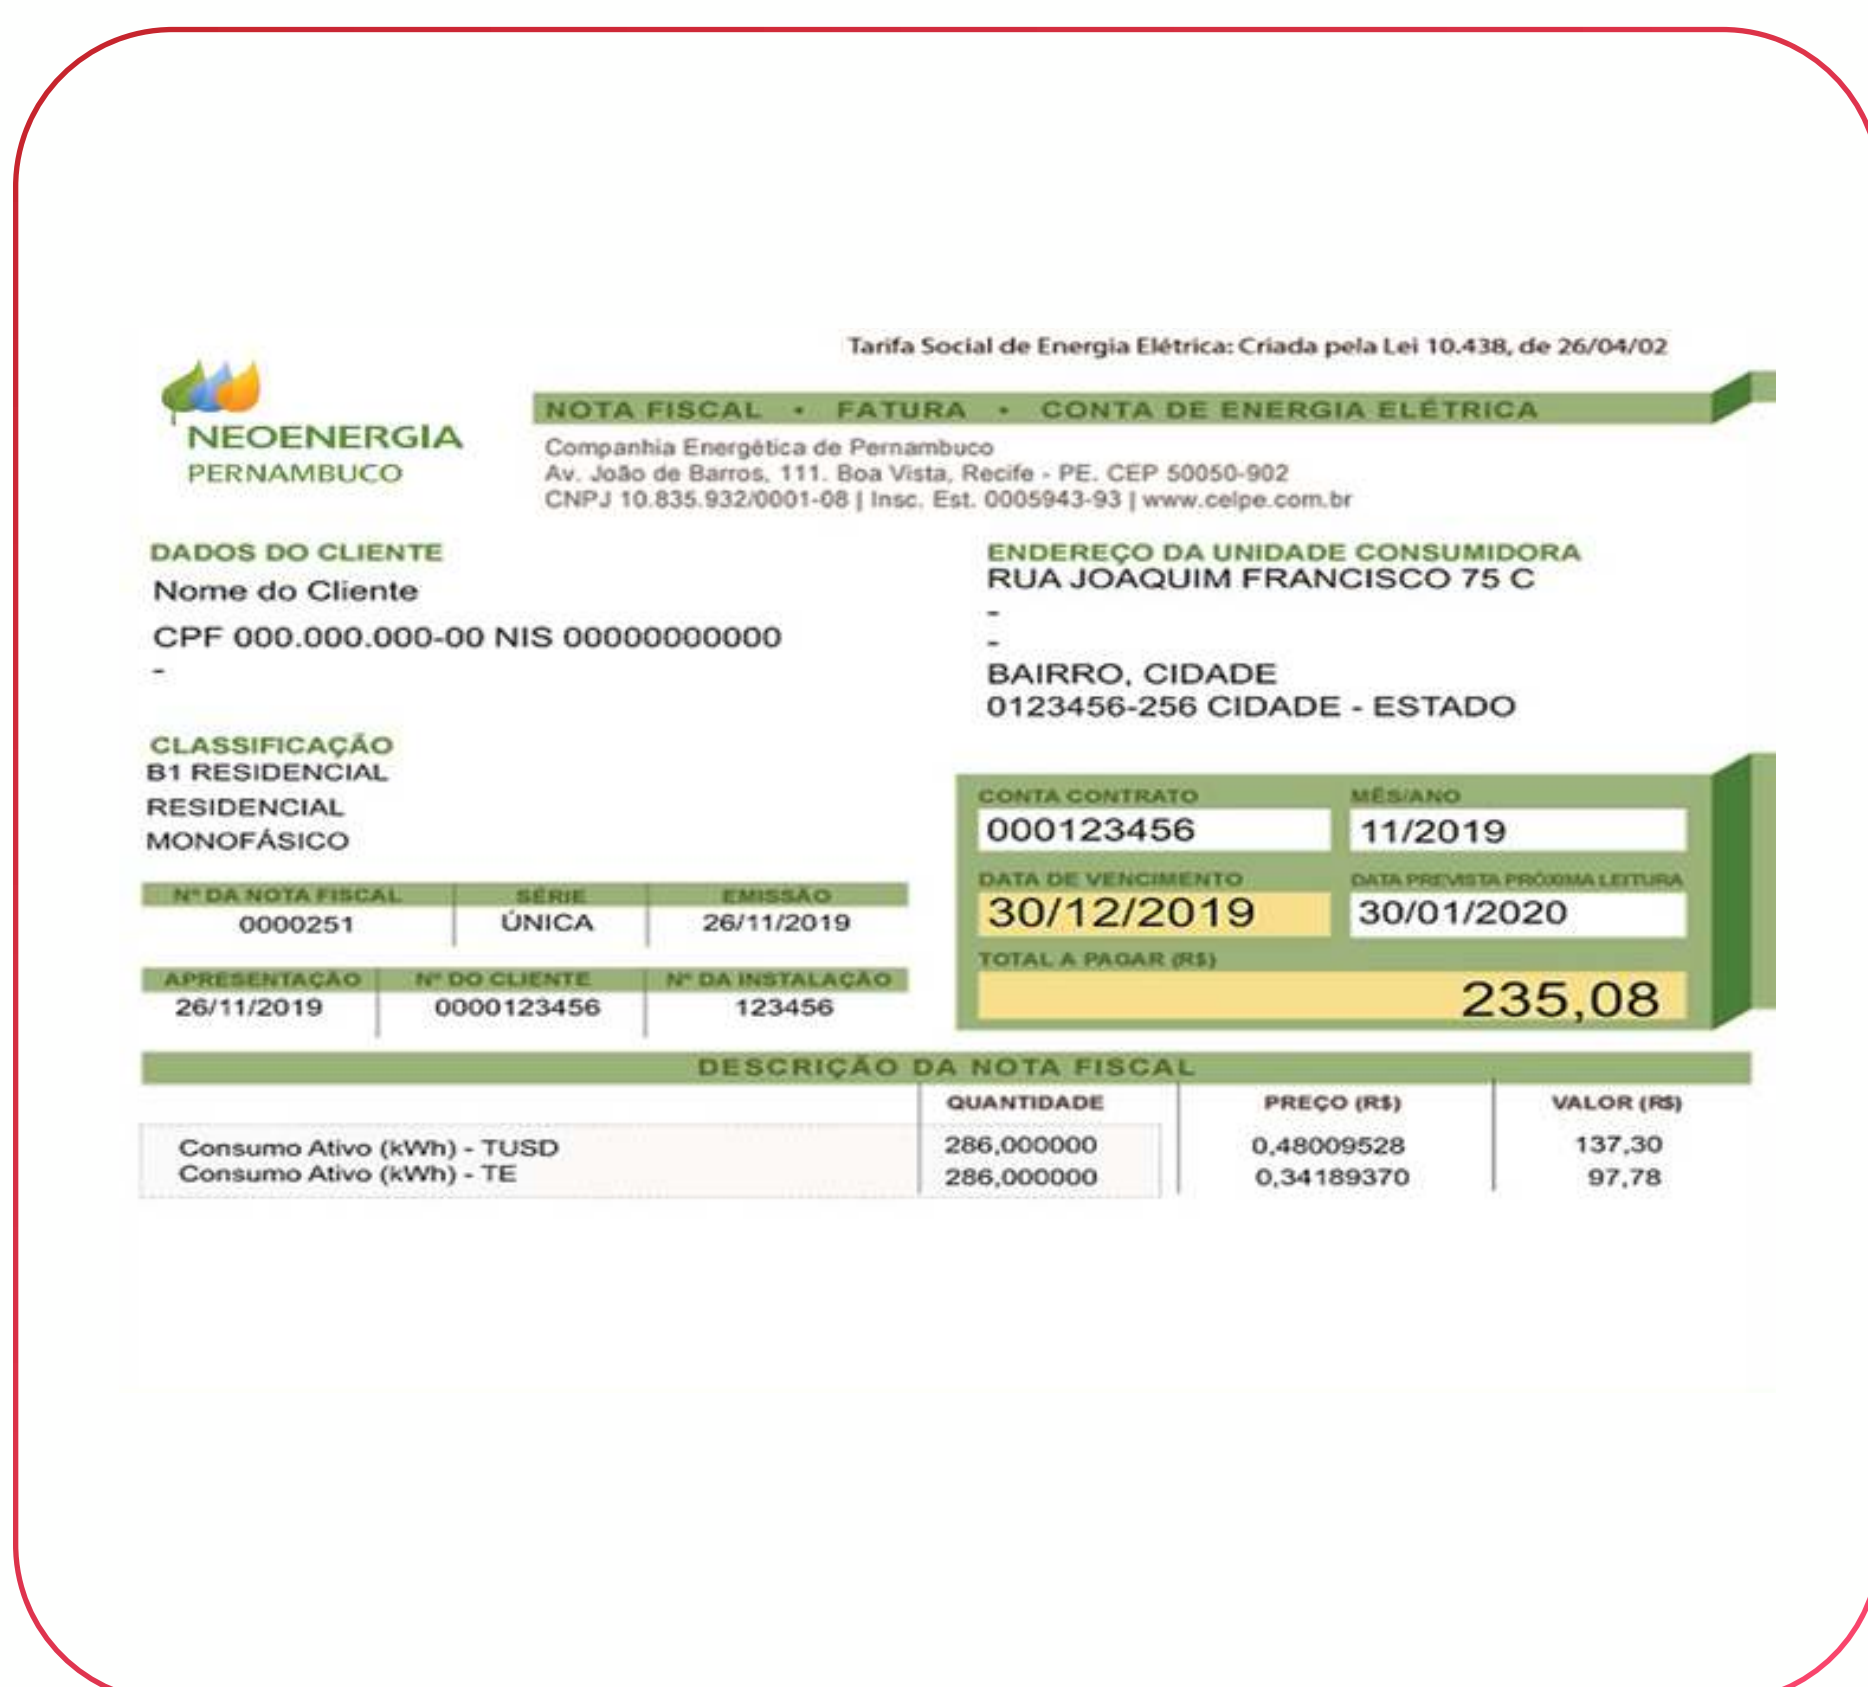 Tarifa Social de Energia Elétrica: Criada pela Lei 10.438, de 26/04/02
NEOENERGIA
PERNAMBUCO
NOTA FISCAL • FATURA • CONTA DE ENERGIA ELÉTRICA
Companhia Energética de Pernambuco
Av. João de Barros, 111. Boa Vista, Recife - PE. CEP 50050-902
CNPJ 10.835.932/0001-08 | Insc. Est. 0005943-93 | www.celpe.com.br
DADOS DO CLIENTE
Nome do Cliente
CPF 000.000.000-00 NIS 00000000000
-
ENDEREÇO DA UNIDADE CONSUMIDORA
RUA JOAQUIM FRANCISCO 75 C
-
-
BAIRRO, CIDADE
0123456-256 CIDADE - ESTADO
CLASSIFICAÇÃO
B1 RESIDENCIAL
RESIDENCIAL
MONOFÁSICO
CONTA CONTRATO MÊS/ANO
000123456 11/2019
DATA DE VENCIMENTO DATA PREVISTA PRÓXIMA LEITURA
30/12/2019 30/01/2020
TOTAL A PAGAR (R$)
235,08
Nº DA NOTA FISCAL SÉRIE EMISSÃO
0000251 ÚNICA 26/11/2019
APRESENTAÇÃO Nº DO CLIENTE Nº DA INSTALAÇÃO
26/11/2019 0000123456 123456
DESCRIÇÃO DA NOTA FISCAL
QUANTIDADE PREÇO (R$) VALOR (R$)
Consumo Ativo (kWh) - TUSD 286,000000 0,48009528 137,30
Consumo Ativo (kWh) - TE 286,000000 0,34189370 97,78